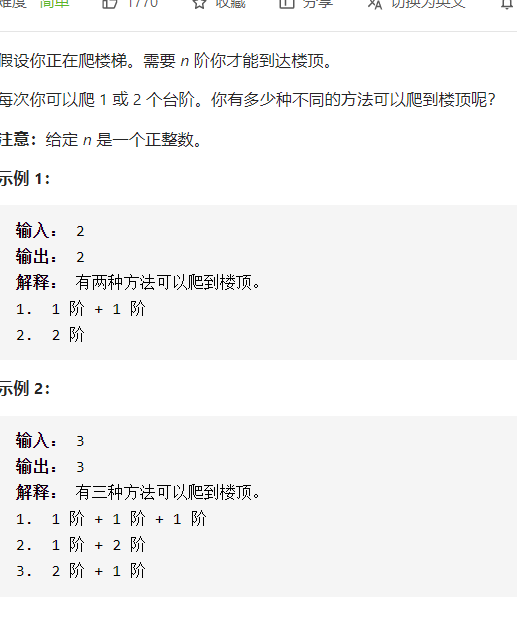 难度 简单 1770 收藏 分享 切换为英文
假设你正在爬楼梯。需要 n 阶你才能到达楼顶。
每次你可以爬 1 或 2 个台阶。你有多少种不同的方法可以爬到楼顶呢?
注意：给定 n 是一个正整数。
示例 1：
输入： 2
输出： 2
解释： 有两种方法可以爬到楼顶。
1. 1 阶 + 1 阶
2. 2 阶
示例 2：
输入： 3
输出： 3
解释： 有三种方法可以爬到楼顶。
1. 1 阶 + 1 阶 + 1 阶
2. 1 阶 + 2 阶
3. 2 阶 + 1 阶